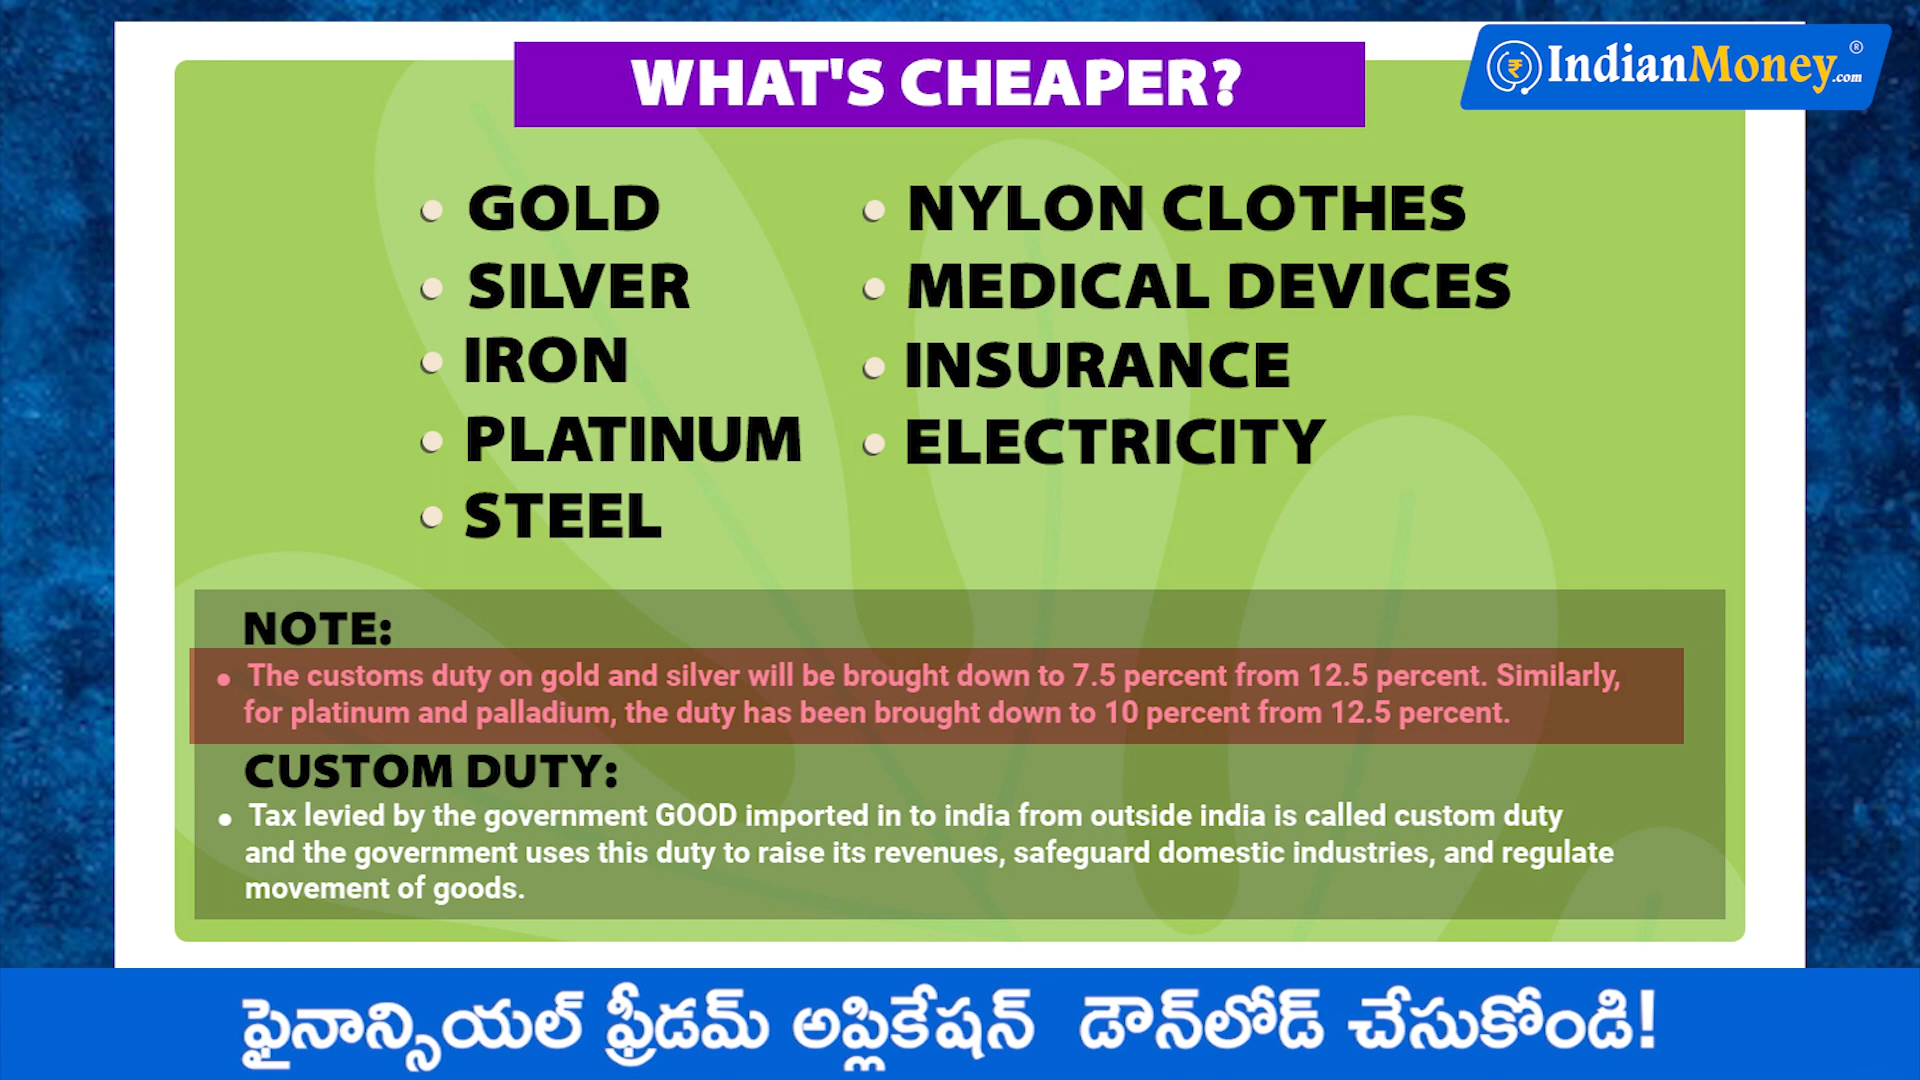 WHAT'S CHEAPER?
IndianMoney.com®
GOLD
SILVER
IRON
PLATINUM
STEEL
NYLON CLOTHES
MEDICAL DEVICES
INSURANCE
ELECTRICITY
NOTE:
The customs duty on gold and silver will be brought down to 7.5 percent from 12.5 percent. Similarly,
for platinum and palladium, the duty has been brought down to 10 percent from 12.5 percent.
CUSTOM DUTY:
Tax levied by the government GOOD imported in to india from outside india is called custom duty
and the government uses this duty to raise its revenues, safeguard domestic industries, and regulate
movement of goods.
ఫైనాన్సియల్ ఫ్రీడమ్ అప్లికేషన్ డౌన్‌లోడ్ చేసుకోండి!